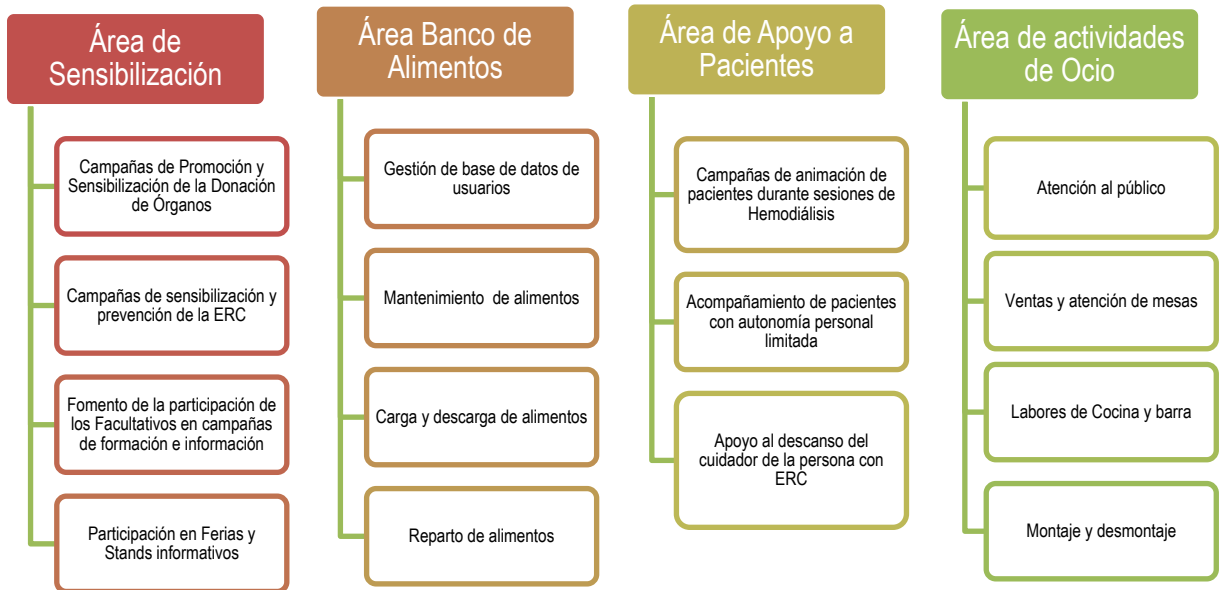 Área de
Sensibilización
Campañas de Promoción y
Sensibilización de la Donación
de Órganos
Campañas de sensibilización y
prevención de la ERC
Fomento de la participación de
los Facultativos en campañas
de formación e información
Participación en Ferias y
Stands informativos
Área Banco de
Alimentos
Gestión de base de datos de
usuarios
Mantenimiento de alimentos
Carga y descarga de alimentos
Reparto de alimentos
Área de Apoyo a
Pacientes
Campañas de animación de
pacientes durante sesiones de
Hemodiálisis
Acompañamiento de pacientes
con autonomía personal
limitada
Apoyo al descanso del
cuidador de la persona con
ERC
Área de actividades
de Ocio
Atención al público
Ventas y atención de mesas
Labores de Cocina y barra
Montaje y desmontaje